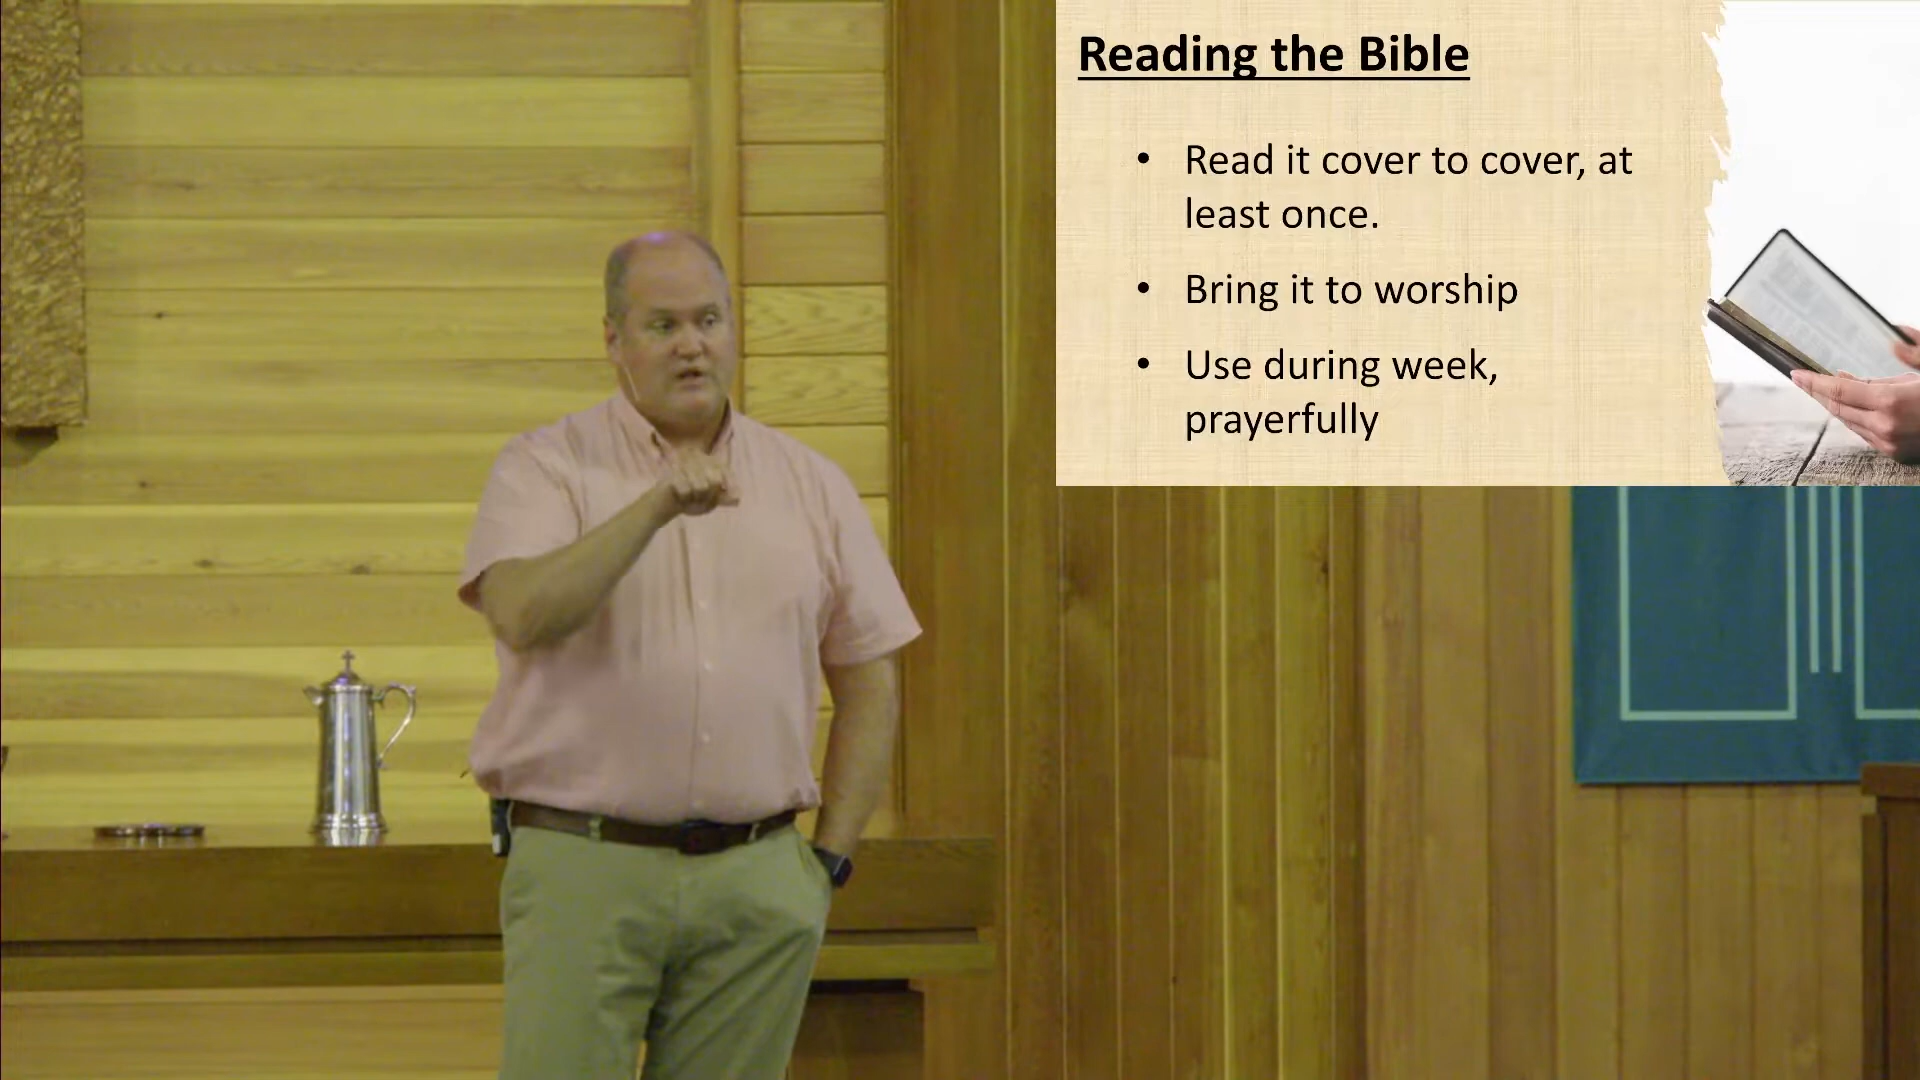 Reading the Bible
• Read it cover to cover, at
least once.
• Bring it to worship
• Use during week,
prayerfully